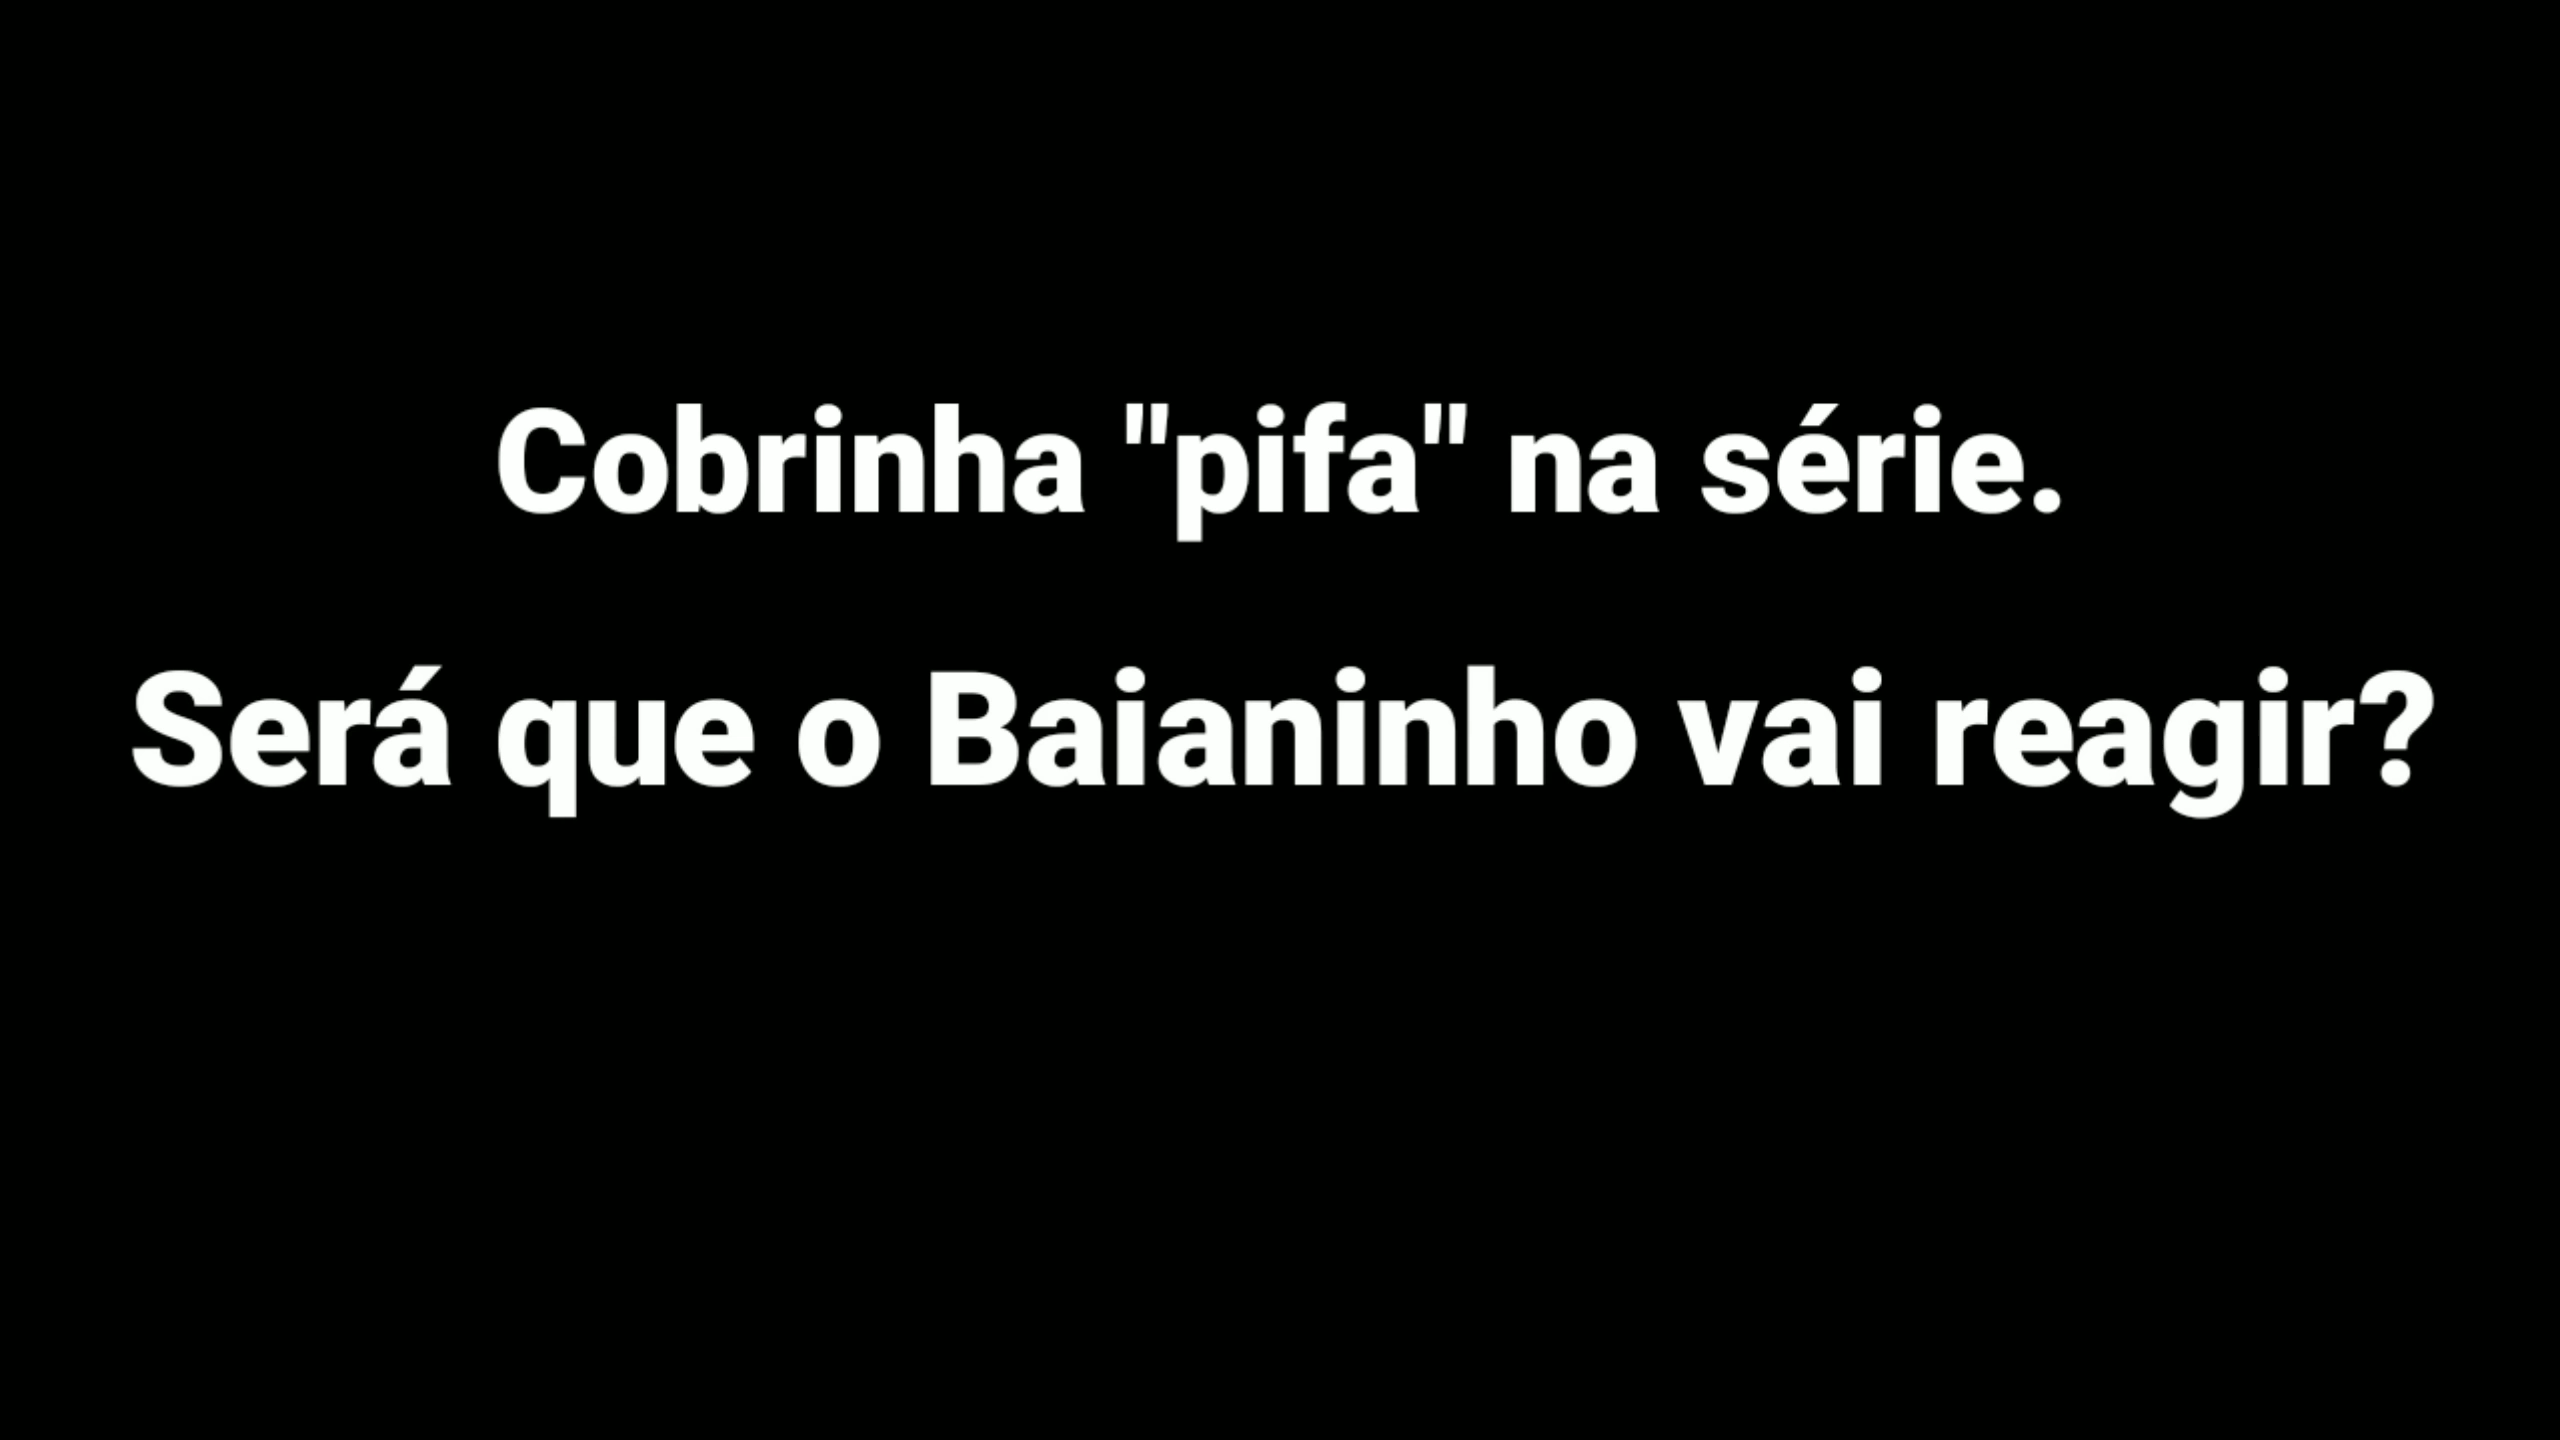 Cobrinha "pifa" na série.
Será que o Baianinho vai reagir?